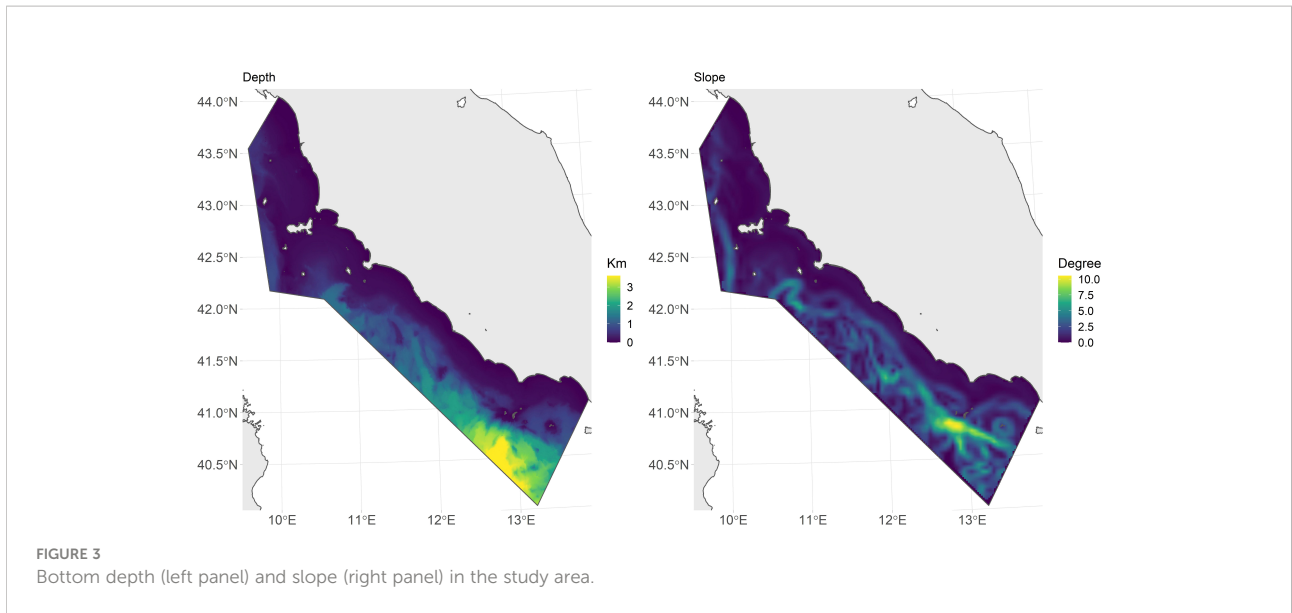 Depth
44.0°N
43.5°N
43.0°N
42.5°N
42.0°N
41.5°N
41.0°N
40.5°N
10°E 11°E 12°E 13°E
Km
3
2
1
0
Slope
44.0°N
43.5°N
43.0°N
42.5°N
42.0°N
41.5°N
41.0°N
40.5°N
10°E 11°E 12°E 13°E
Degree
10.0
7.5
5.0
2.5
0.0
FIGURE 3
Bottom depth (left panel) and slope (right panel) in the study area.